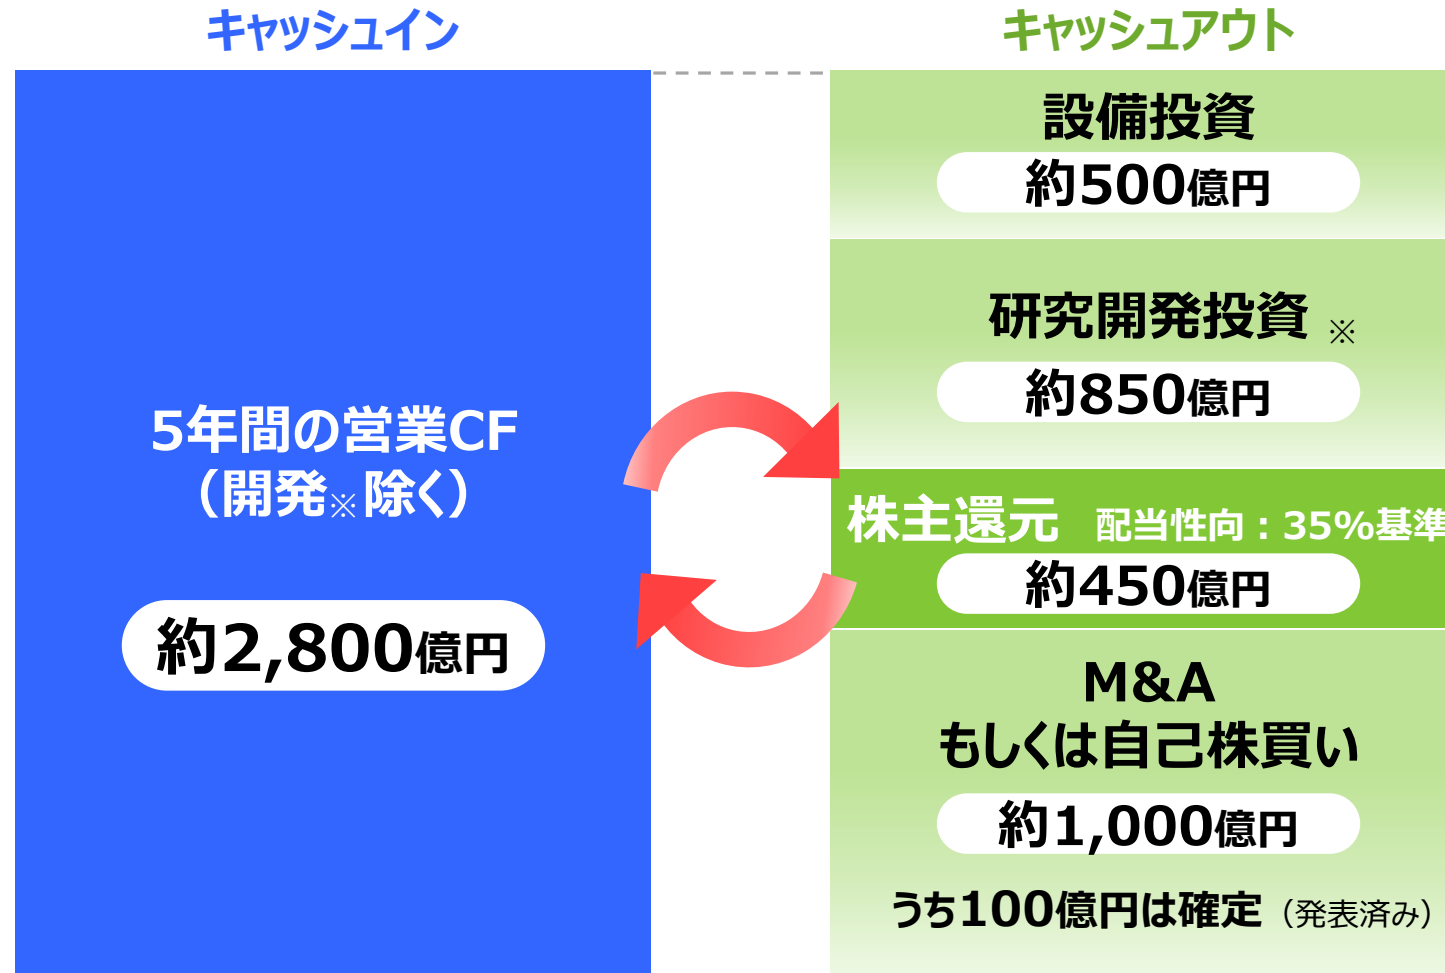 キャッシュイン
5年間の営業CF
（開発※除く）
約2,800億円
キャッシュアウト
設備投資
約500億円
研究開発投資 ※
約850億円
株主還元 配当性向：35%基準
約450億円
M&A
もしくは自己株買い
約1,000億円
うち100億円は確定（発表済み）